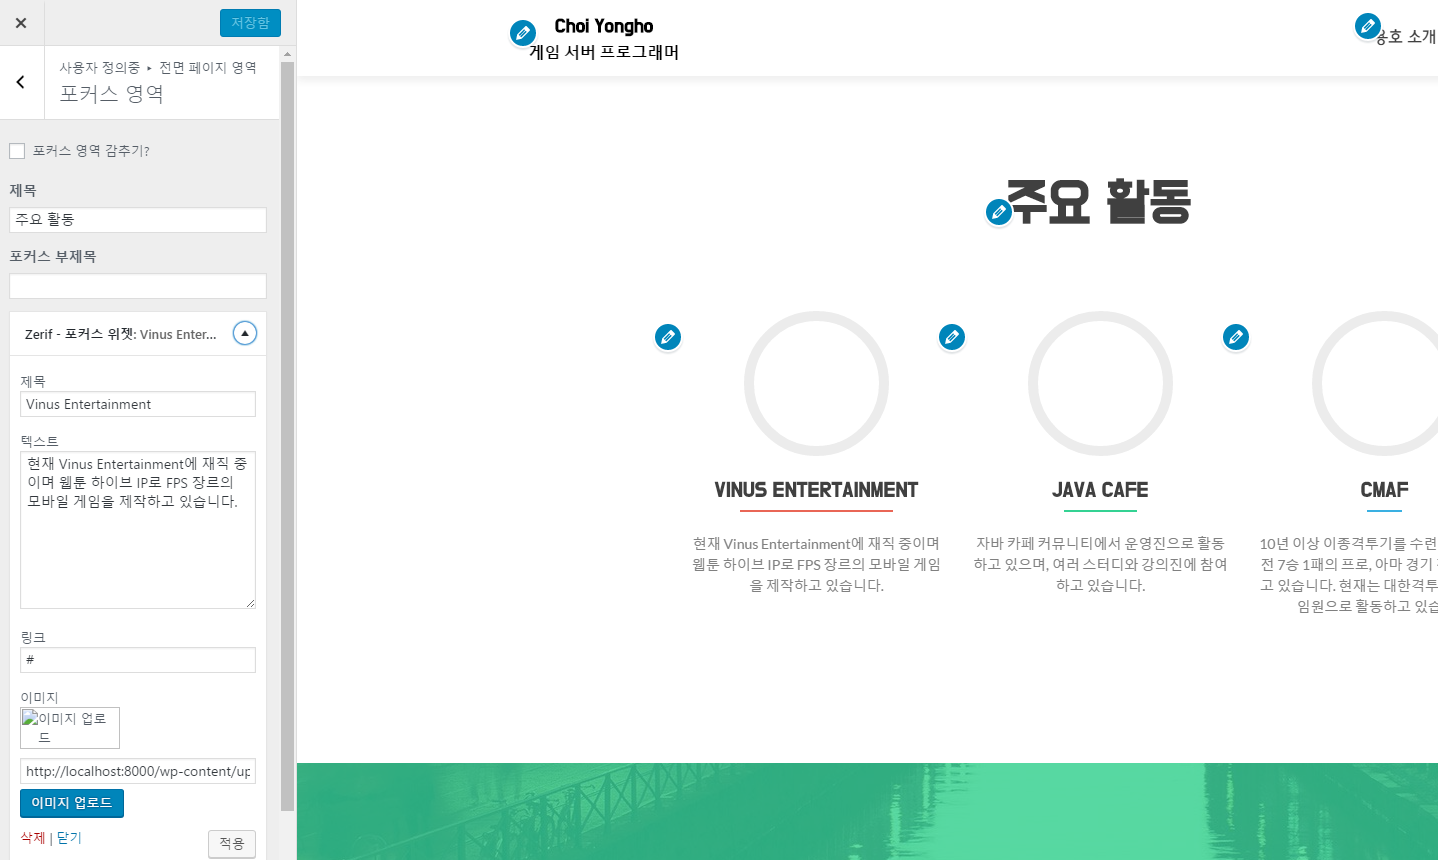 저장함
사용자 정의중 ▸ 전면 페이지 영역
포커스 영역
포커스 영역 감추기?
제목
주요 활동
포커스 부제목
Zerif - 포커스 위젯: Vinus Enter...
제목
Vinus Entertainment
텍스트
현재 Vinus Entertainment에 재직 중
이며 웹툰 하이브 IP로 FPS 장르의
모바일 게임을 제작하고 있습니다.
링크
#
이미지
이미지 업로
드
http://localhost:8000/wp-content/up
이미지 업로드
삭제 | 닫기
적용
Choi Yongho
게임 서버 프로그래머
용호 소개
주요 활동
VINUS ENTERTAINMENT
현재 Vinus Entertainment에 재직 중이며
웹툰 하이브 IP로 FPS 장르의 모바일 게임
을 제작하고 있습니다.
JAVA CAFE
자바 카페 커뮤니티에서 운영진으로 활동
하고 있으며, 여러 스터디와 강의진에 참여
하고 있습니다.
CMAF
10년 이상 이종격투기를 수련
전 7승 1패의 프로, 아마 경기
고 있습니다. 현재는 대한격투
임원으로 활동하고 있습